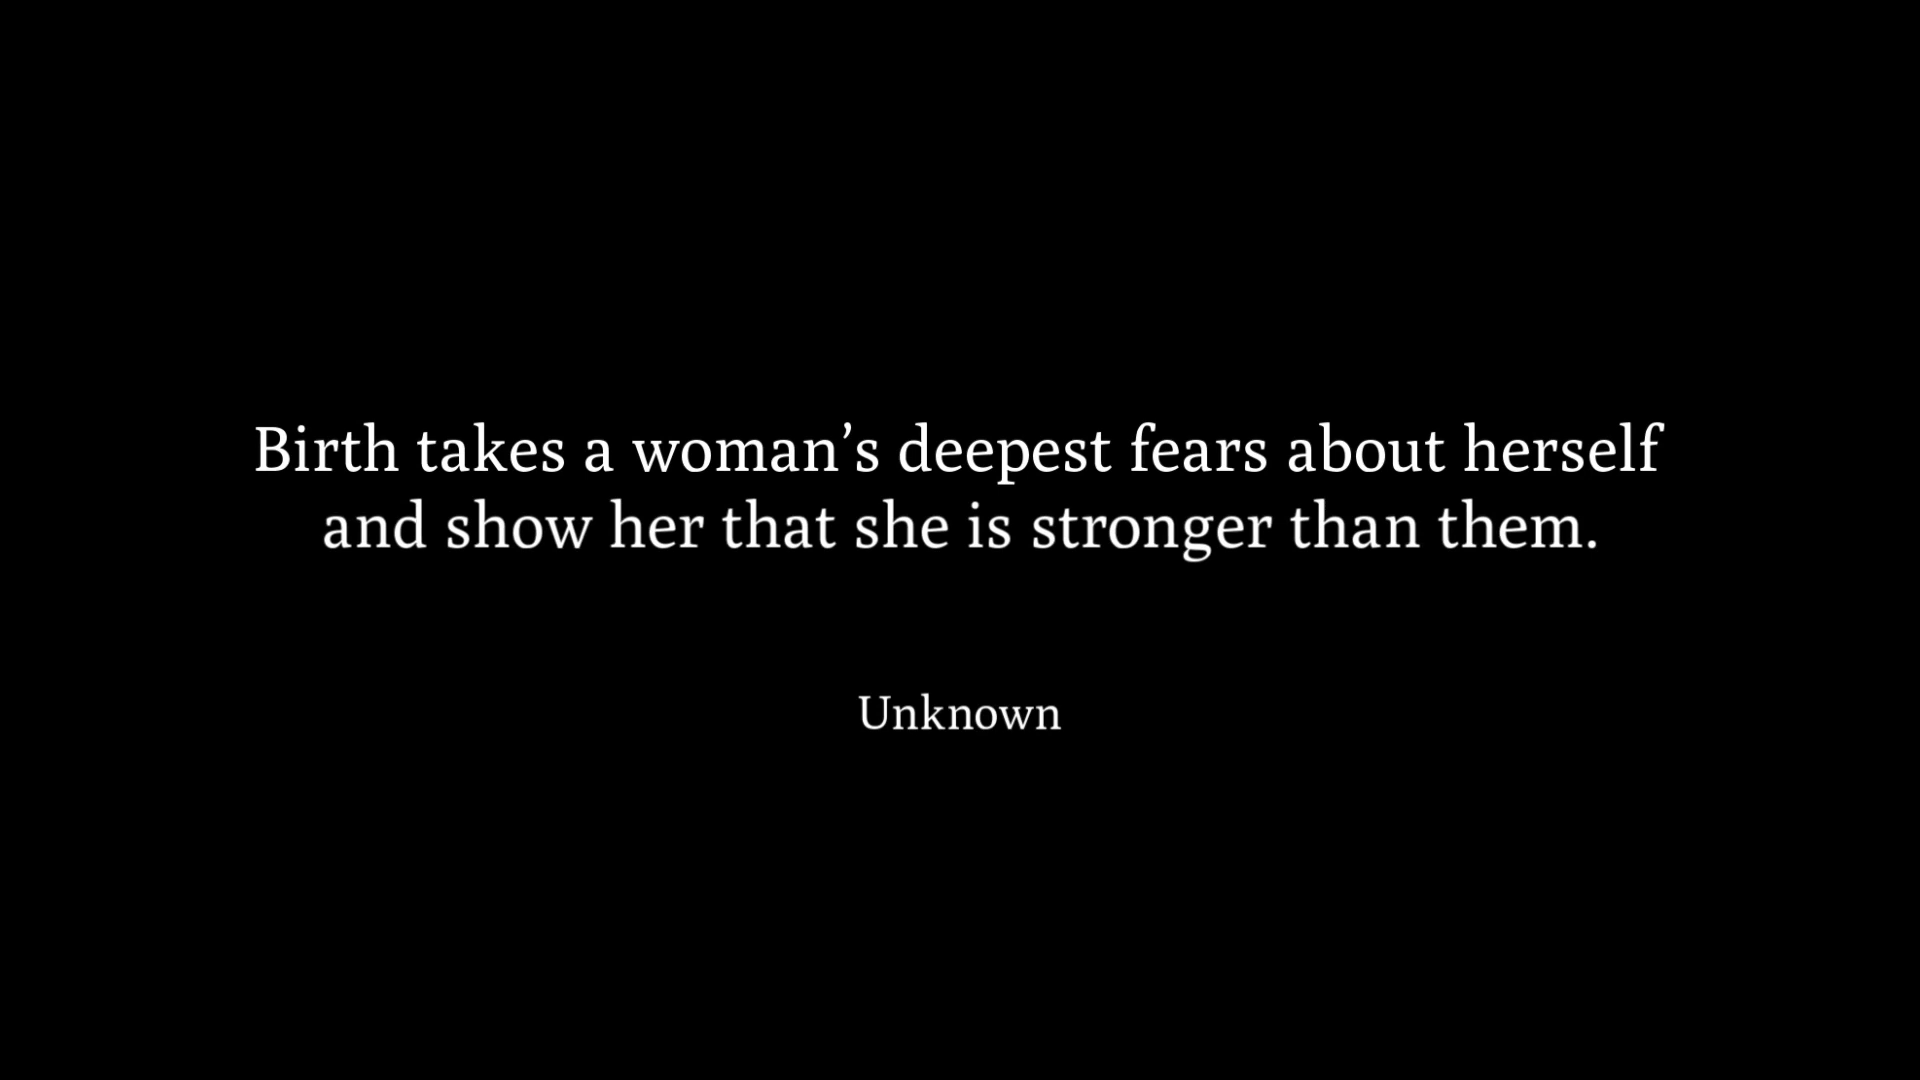 Birth takes a woman’s deepest fears about herself
and show her that she is stronger than them.
Unknown